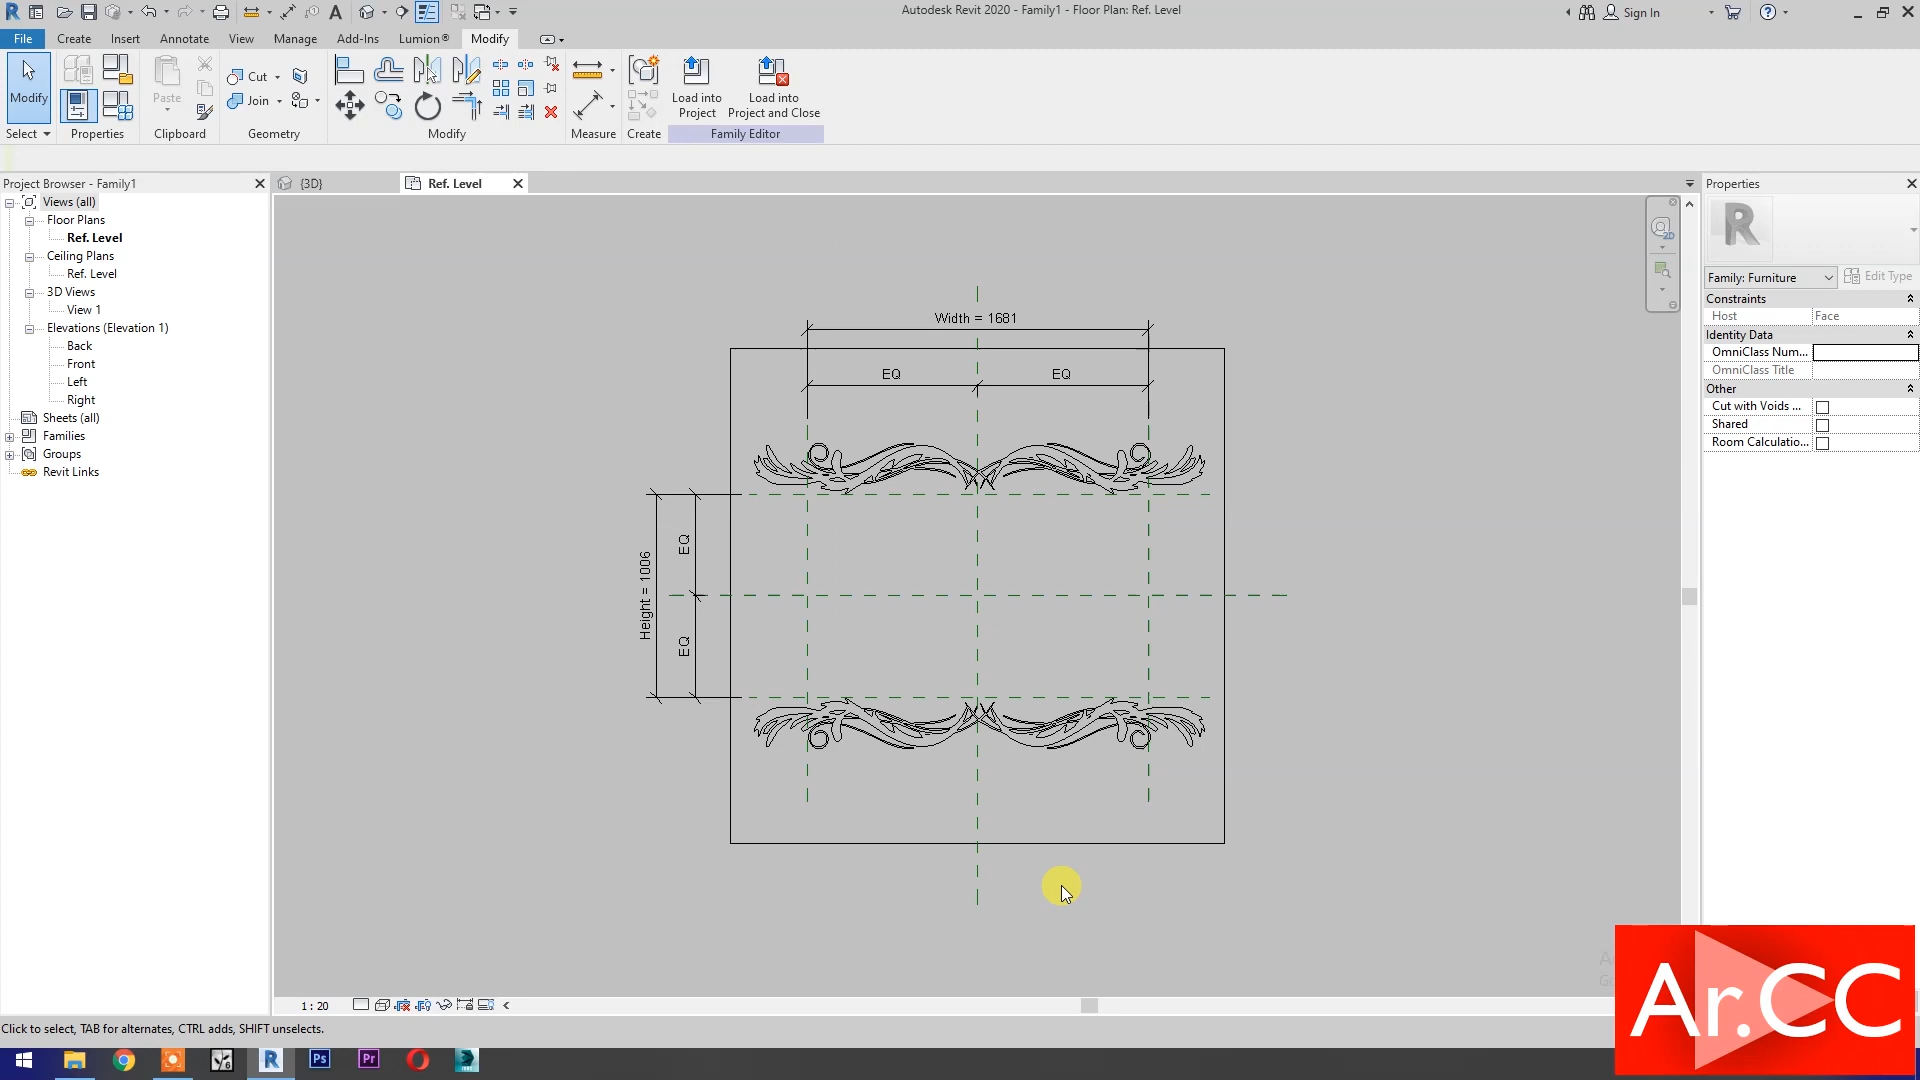 Autodesk Revit 2020 - Family1 - Floor Plan: Ref. Level
Sign In
File
Create
Insert
Annotate
View
Manage
Add-Ins
Lumion®
Modify
Modify
Paste
Cut
Join
Load into
Project
Load into
Project and Close
Select
Properties
Clipboard
Geometry
Modify
Measure
Create
Family Editor
Project Browser - Family1
{3D}
Ref. Level
Properties
Views (all)
Floor Plans
Ref. Level
Ceiling Plans
Ref. Level
3D Views
View 1
Elevations (Elevation 1)
Back
Front
Left
Right
Sheets (all)
Families
Groups
Revit Links
Width = 1681
EQ
EQ
Height = 1006
EQ
EQ
2D
R
Family: Furniture
Edit Type
Constraints
Host
Face
Identity Data
OmniClass Num...
OmniClass Title
Other
Cut with Voids ...
Shared
Room Calculatio...
1 : 20
Click to select, TAB for alternates, CTRL adds, SHIFT unselects.
Ar.CC
R
Ps
Pr